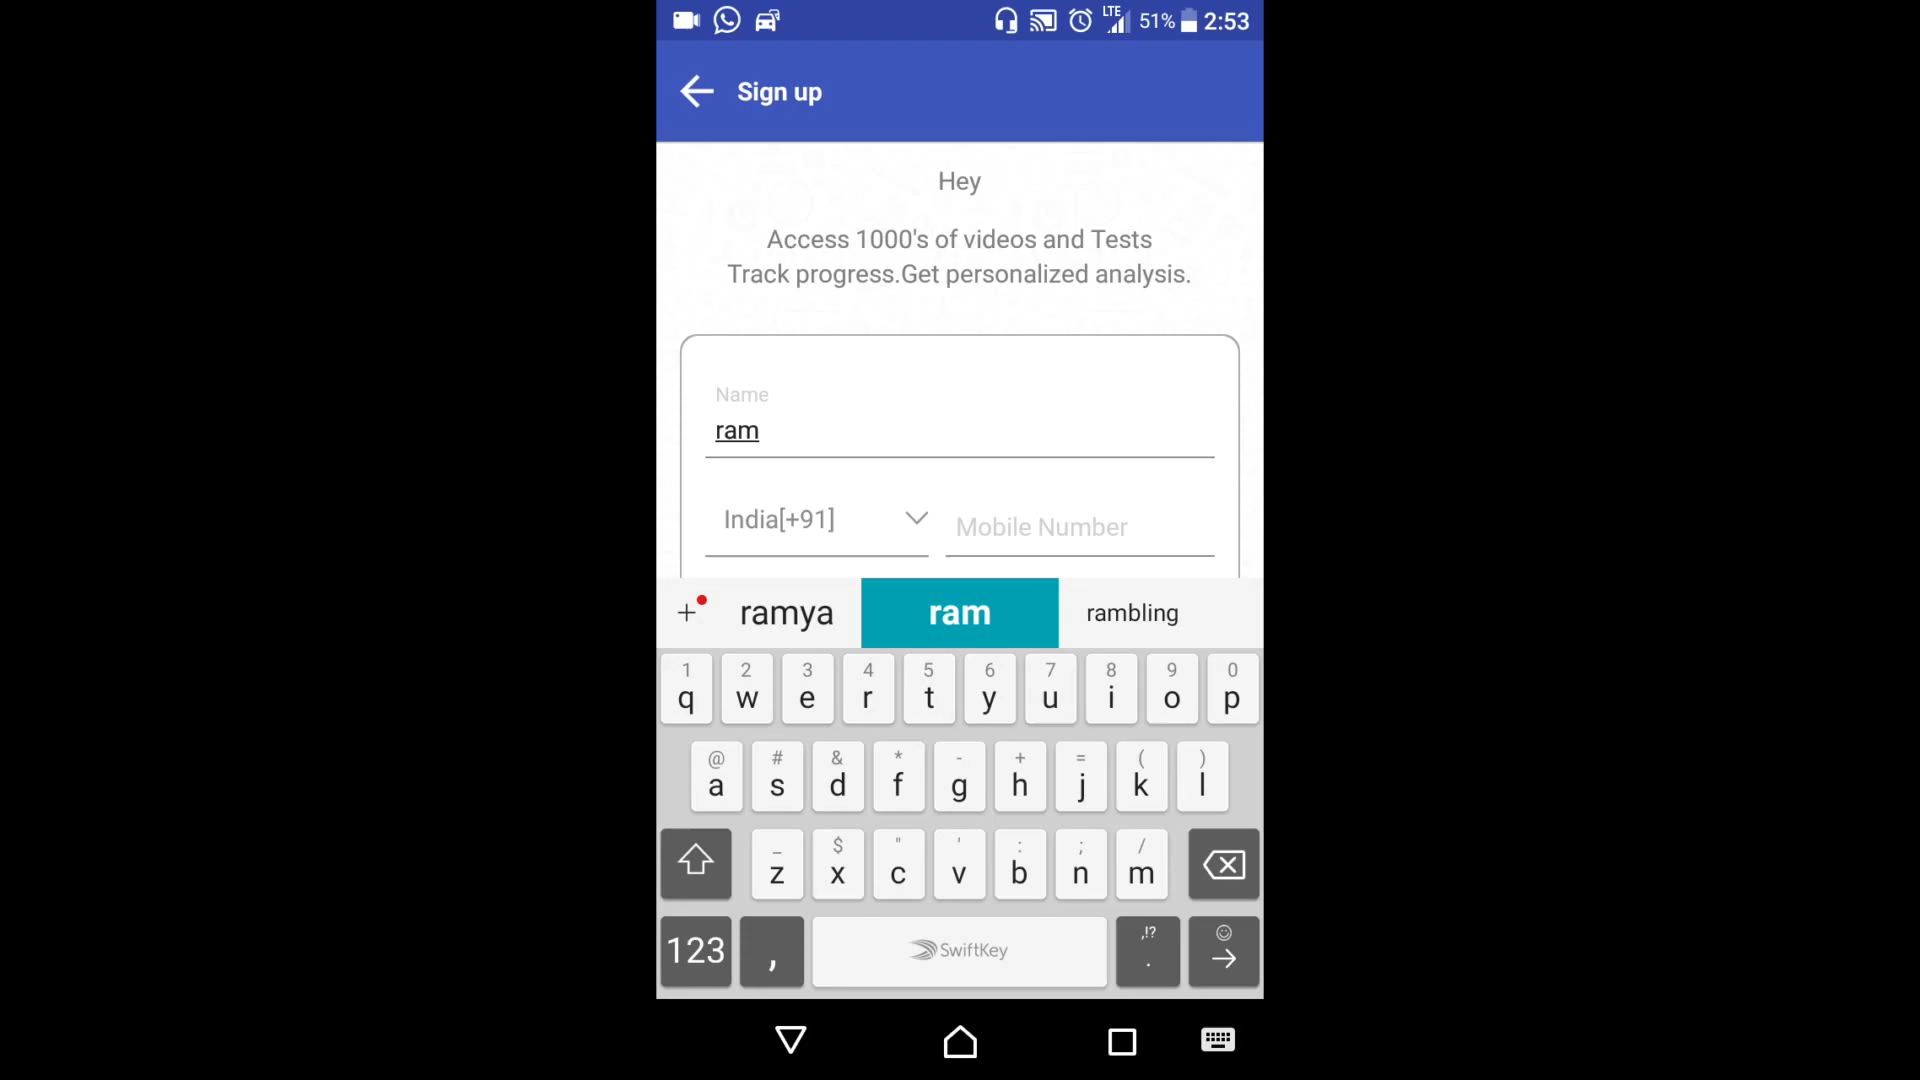 LTE 51% 2:53
Sign up
Hey
Access 1000's of videos and Tests
Track progress.Get personalized analysis.
Name
ram
India[+91] Mobile Number
+ ramya ram rambling
1 2 3 4 5 6 7 8 9 0
q w e r t y u i o p
@ # & * - + = ( )
a s d f g h j k l
_ $ " ' : ; /
z x c v b n m
,!?
123 , SwiftKey .